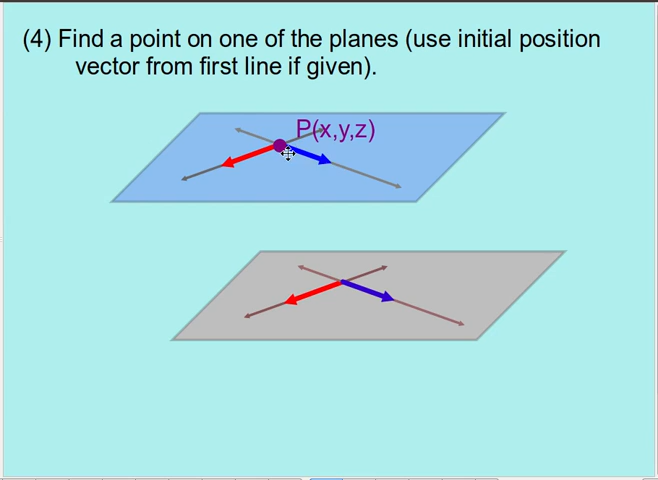 (4) Find a point on one of the planes (use initial position
vector from first line if given).
P(x,y,z)